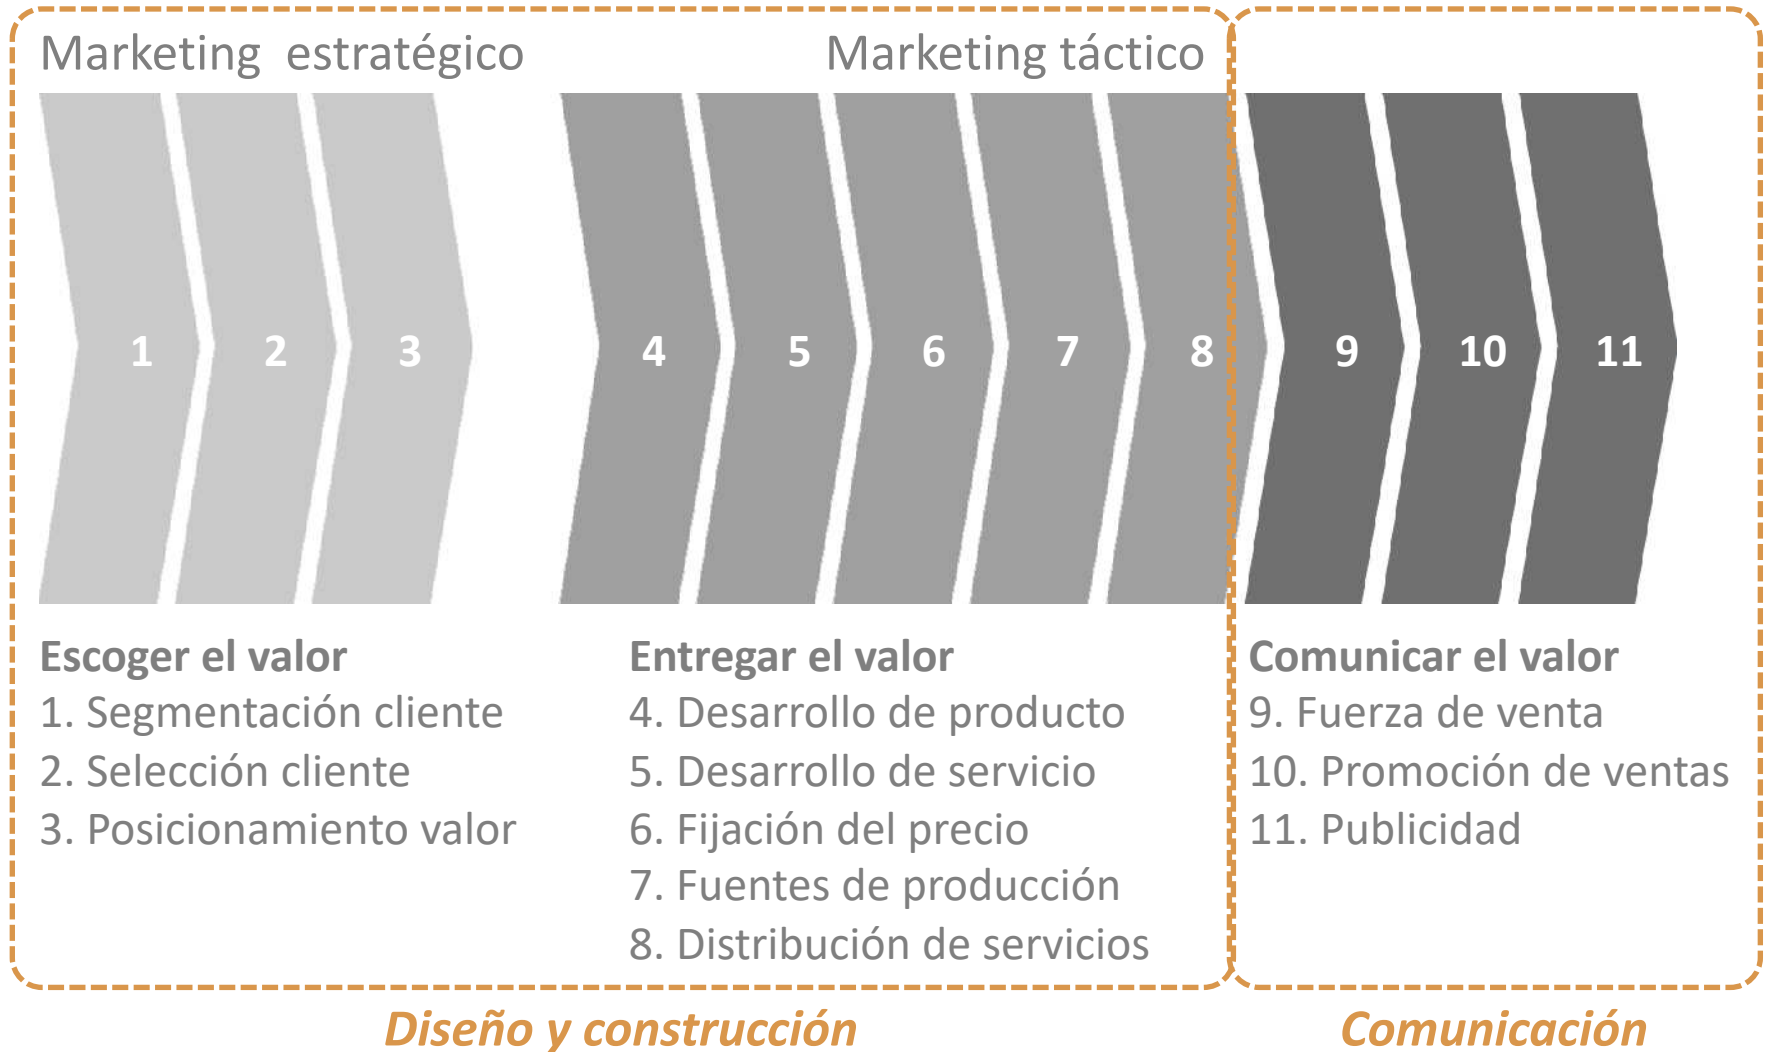 Marketing estratégico
Marketing táctico
1 2 3 4 5 6 7 8 9 10 11
Escoger el valor
1. Segmentación cliente
2. Selección cliente
3. Posicionamiento valor
Entregar el valor
4. Desarrollo de producto
5. Desarrollo de servicio
6. Fijación del precio
7. Fuentes de producción
8. Distribución de servicios
Comunicar el valor
9. Fuerza de venta
10. Promoción de ventas
11. Publicidad
Diseño y construcción
Comunicación